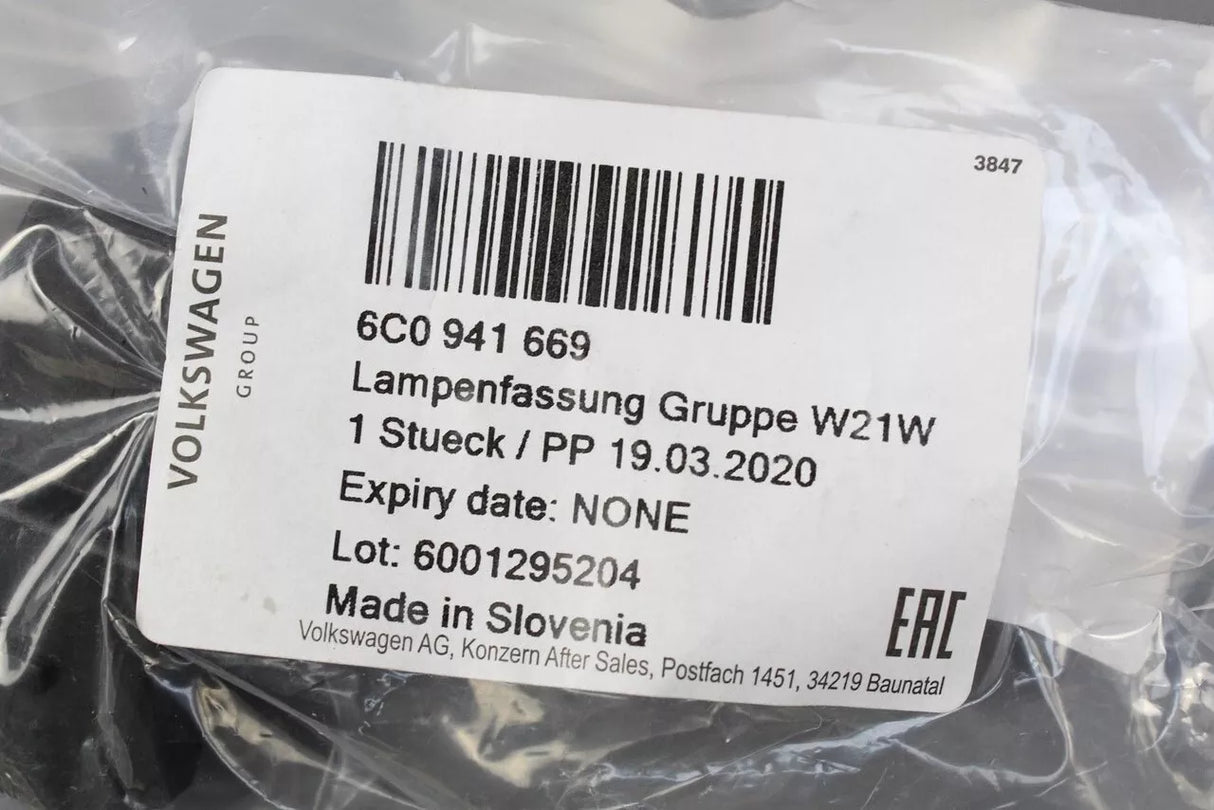 3847
VOLKSWAGEN
GROUP
6C0 941 669
Lampenfassung Gruppe W21W
1 Stueck / PP 19.03.2020
Expiry date: NONE
Lot: 6001295204
Made in Slovenia
EAC
Volkswagen AG, Konzern After Sales, Postfach 1451, 34219 Baunatal